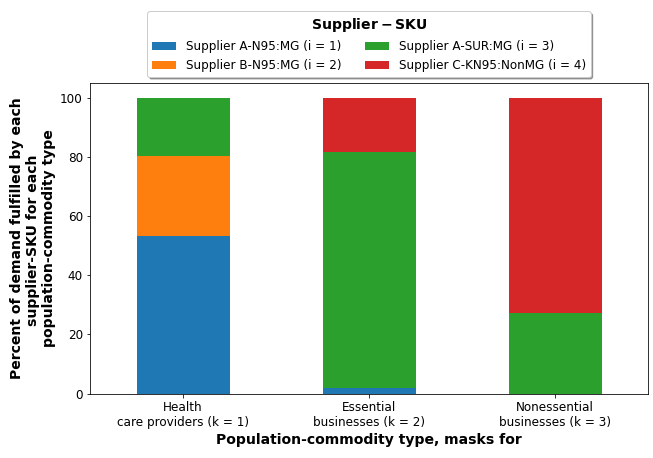 Supplier − SKU
Supplier A-N95:MG (i = 1)
Supplier B-N95:MG (i = 2)
Supplier A-SUR:MG (i = 3)
Supplier C-KN95:NonMG (i = 4)
Percent of demand fulfilled by each
supplier-SKU for each
population-commodity type
100
80
60
40
20
0
Health
care providers (k = 1)
Essential
businesses (k = 2)
Nonessential
businesses (k = 3)
Population-commodity type, masks for